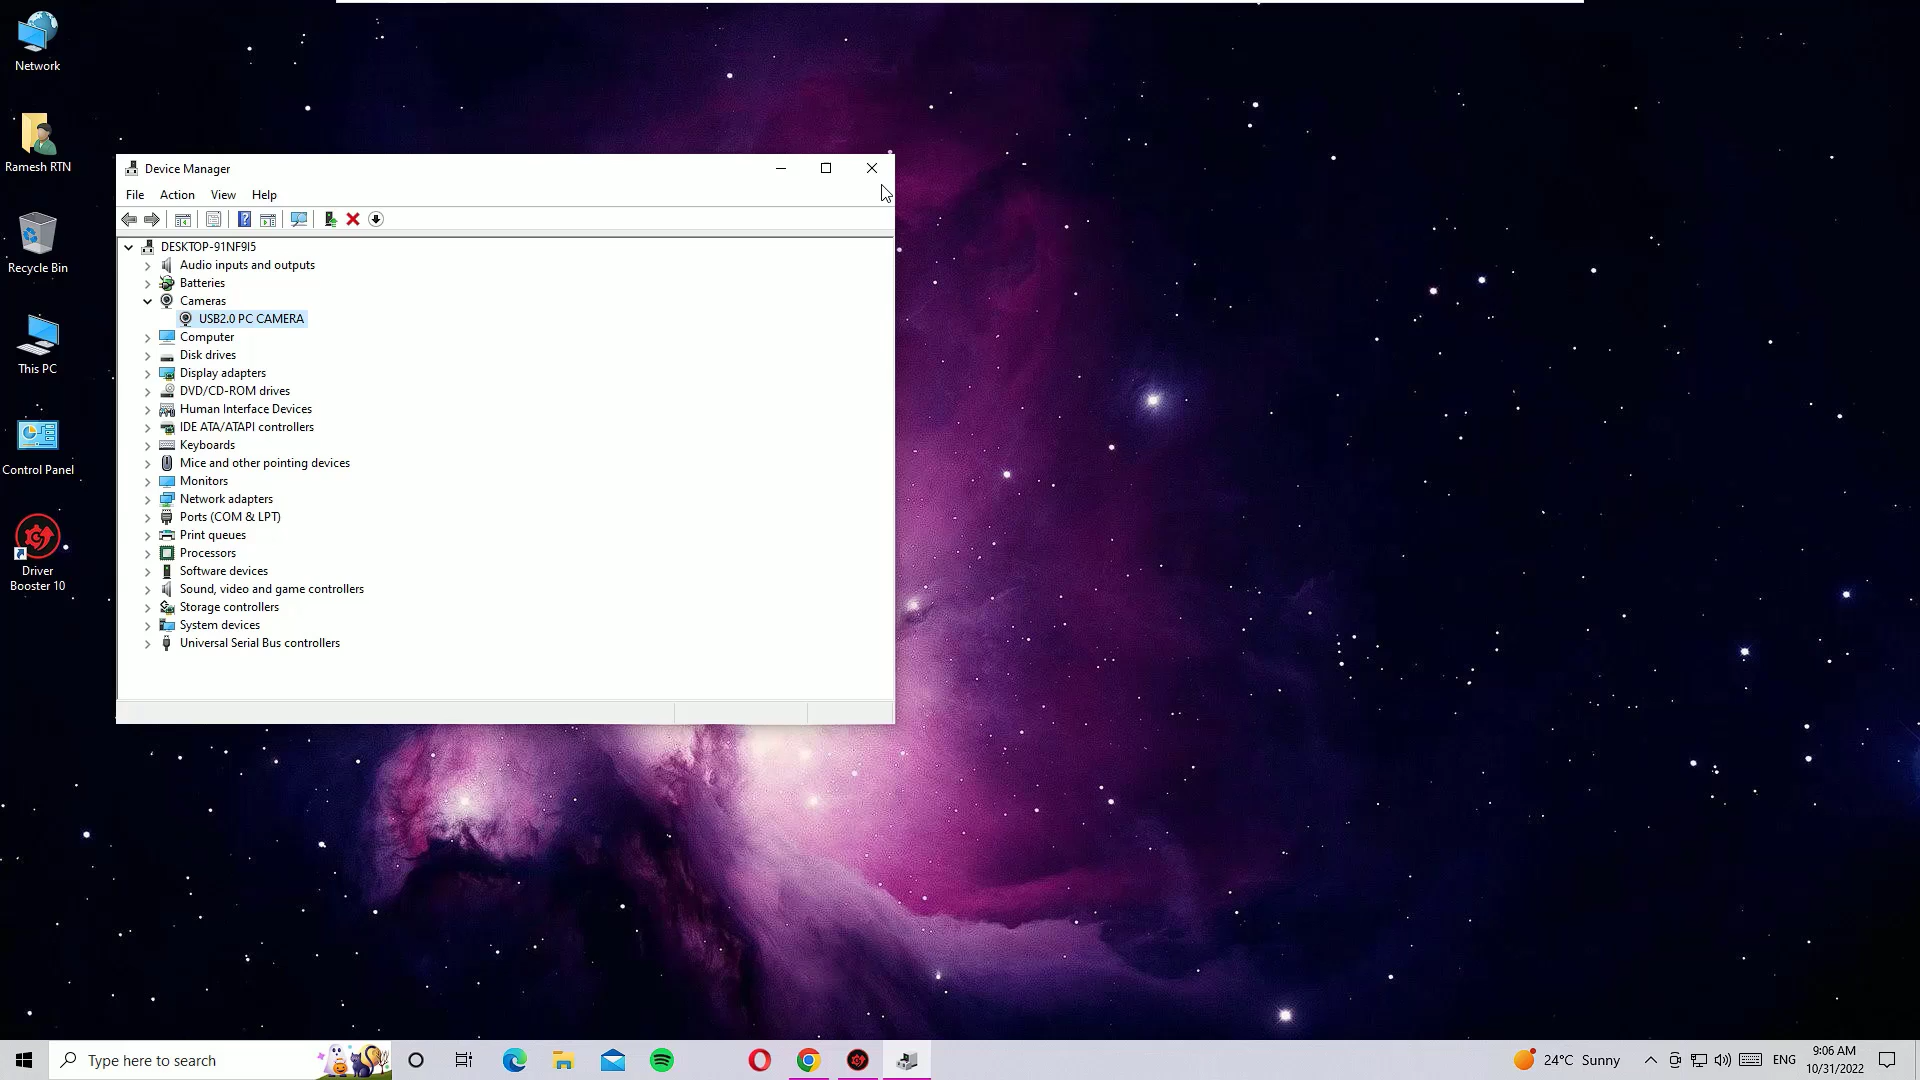 Network
Ramesh RTN
Recycle Bin
This PC
Control Panel
Driver
Booster 10
Device Manager
File Action View Help
DESKTOP-91NF9I5
Audio inputs and outputs
Batteries
Cameras
USB2.0 PC CAMERA
Computer
Disk drives
Display adapters
DVD/CD-ROM drives
Human Interface Devices
IDE ATA/ATAPI controllers
Keyboards
Mice and other pointing devices
Monitors
Network adapters
Ports (COM & LPT)
Print queues
Processors
Software devices
Sound, video and game controllers
Storage controllers
System devices
Universal Serial Bus controllers
Type here to search
24°C Sunny
ENG
9:06 AM
10/31/2022